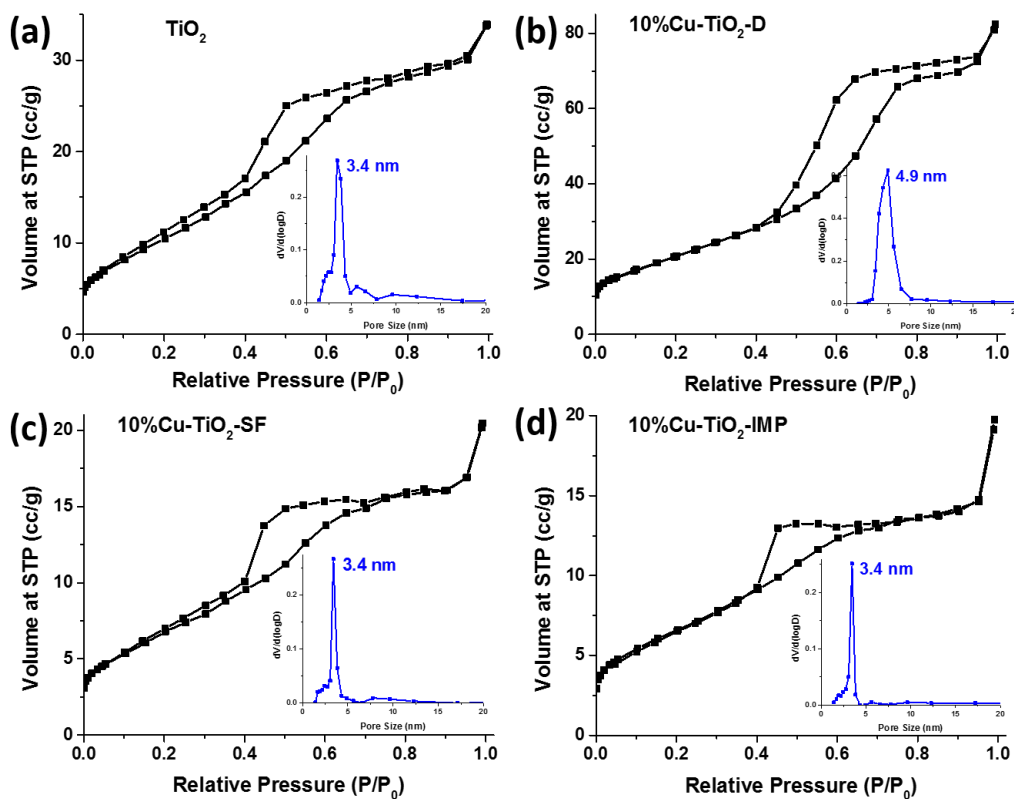 (a) TiO₂
Volume at STP (cc/g)
30
20
10
0
0.0 0.2 0.4 0.6 0.8 1.0
Relative Pressure (P/P₀)
3.4 nm
dV/d(logD)
0.2
0.1
0.0
0 5 10 15 20
Pore Size (nm)
(b) 10%Cu-TiO₂-D
Volume at STP (cc/g)
80
60
40
20
0
0.0 0.2 0.4 0.6 0.8 1.0
Relative Pressure (P/P₀)
4.9 nm
dV/d(logD)
0.6
0.4
0.2
0.0
0 5 10 15 20
Pore Size (nm)
(c) 10%Cu-TiO₂-SF
Volume at STP (cc/g)
20
15
10
5
0
0.0 0.2 0.4 0.6 0.8 1.0
Relative Pressure (P/P₀)
3.4 nm
dV/d(logD)
0.2
0.1
0.0
0 5 10 15 20
Pore Size (nm)
(d) 10%Cu-TiO₂-IMP
Volume at STP (cc/g)
20
15
10
5
0
0.0 0.2 0.4 0.6 0.8 1.0
Relative Pressure (P/P₀)
3.4 nm
dV/d(logD)
0.2
0.1
0.0
0 5 10 15 20
Pore Size (nm)